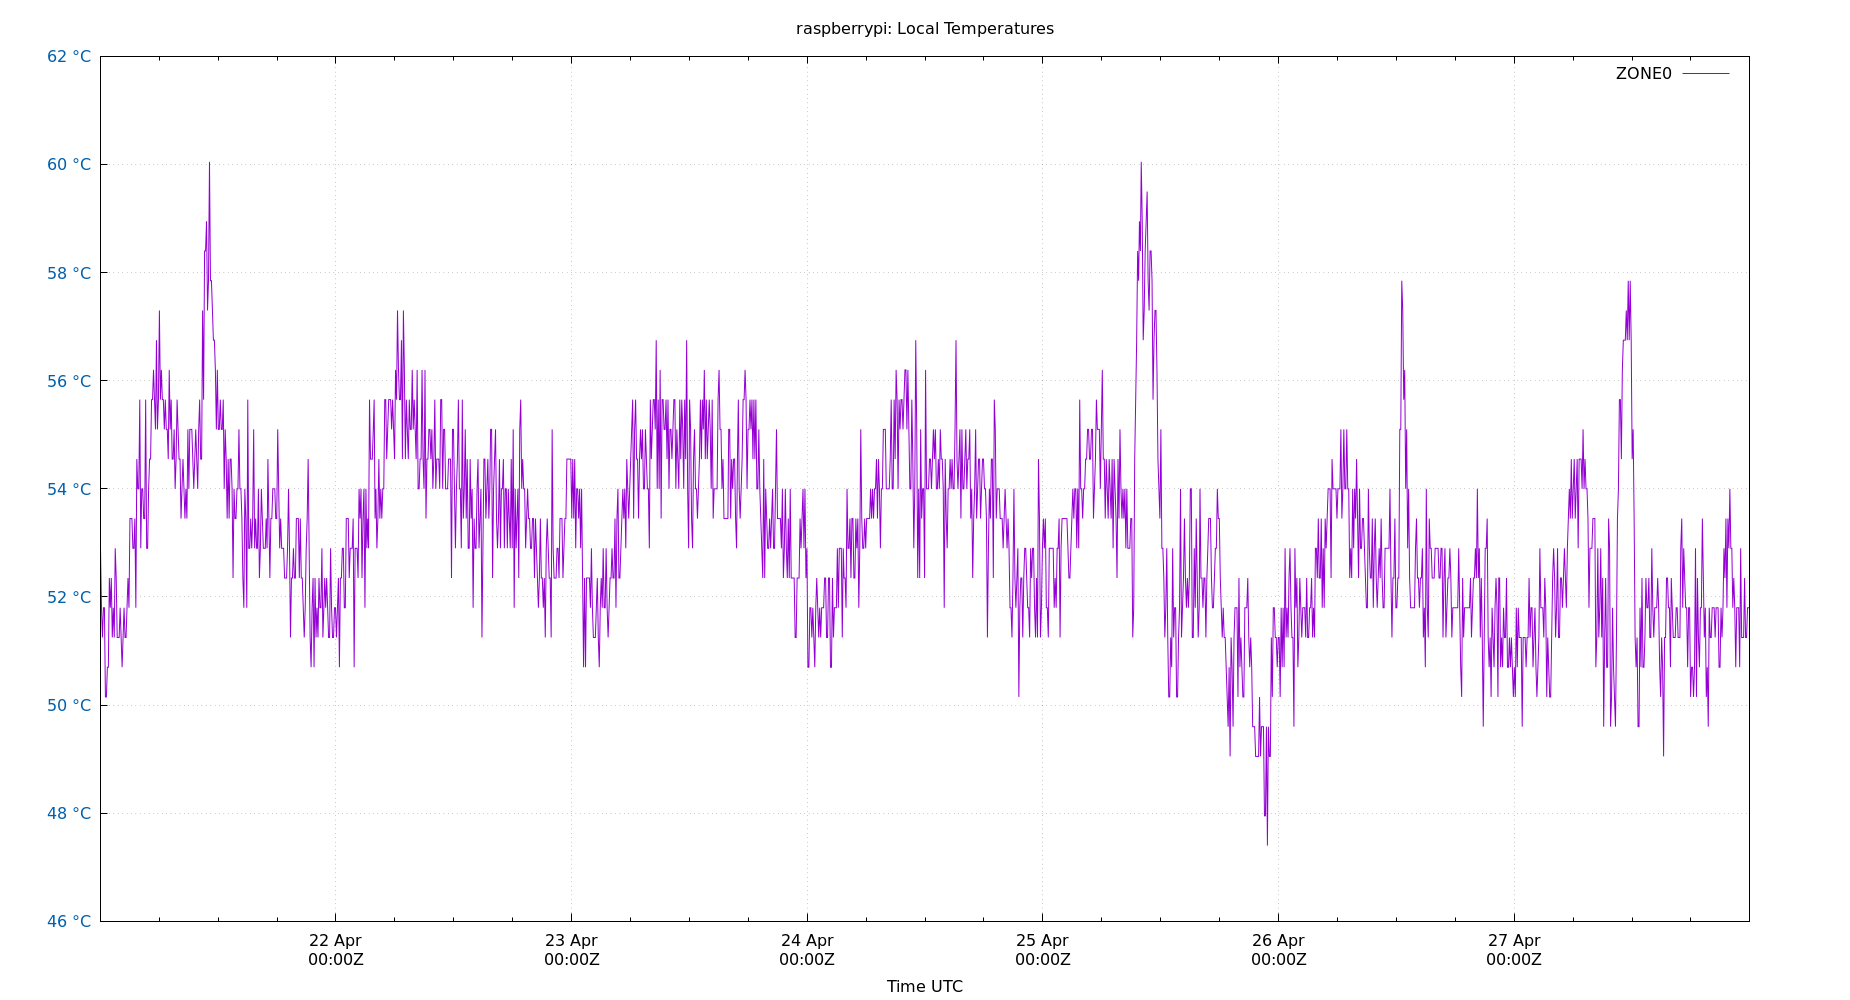 raspberrypi: Local Temperatures
62 °C
ZONE0
60 °C
58 °C
56 °C
54 °C
52 °C
50 °C
48 °C
46 °C
22 Apr 23 Apr 24 Apr 25 Apr 26 Apr 27 Apr
00:00Z 00:00Z 00:00Z 00:00Z 00:00Z 00:00Z
Time UTC